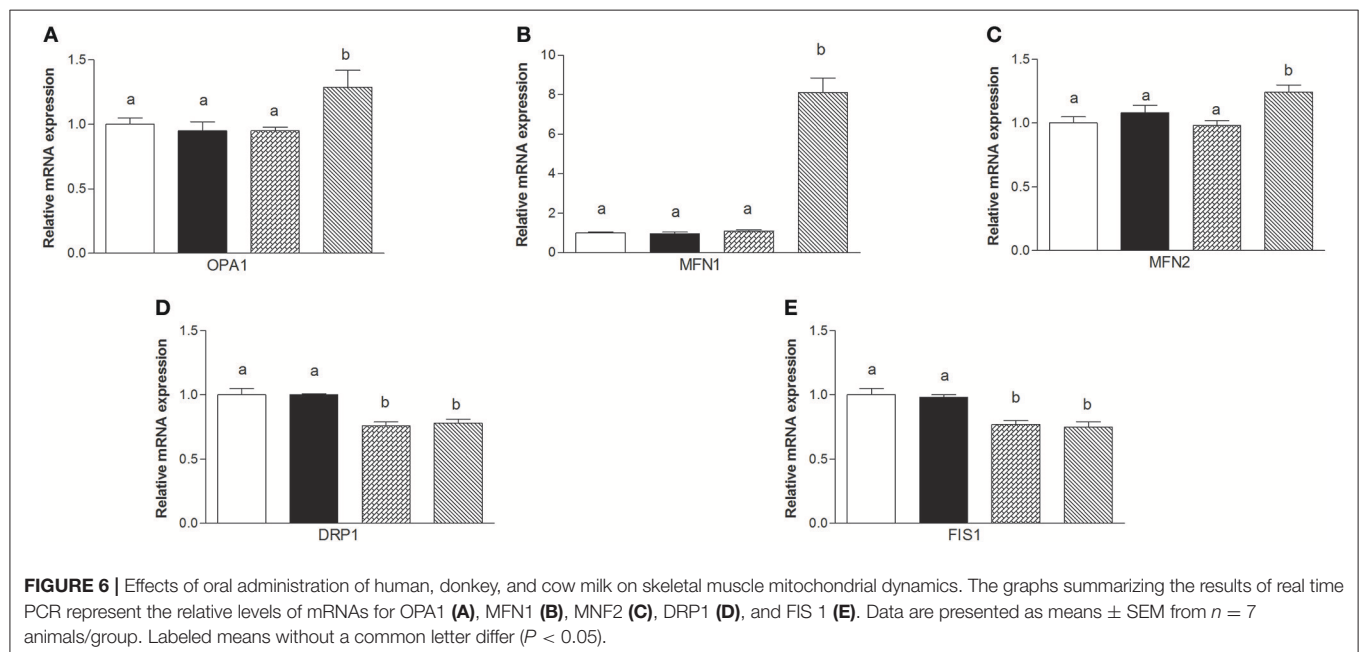 A
Relative mRNA expression
1.5
1.0
0.5
0.0
a
a
a
b
OPA1
B
Relative mRNA expression
10
8
6
4
2
0
a
a
a
b
MFN1
C
Relative mRNA expression
1.5
1.0
0.5
0.0
a
a
a
b
MFN2
D
Relative mRNA expression
1.5
1.0
0.5
0.0
a
a
b
b
DRP1
E
Relative mRNA expression
1.5
1.0
0.5
0.0
a
a
b
b
FIS1
FIGURE 6 | Effects of oral administration of human, donkey, and cow milk on skeletal muscle mitochondrial dynamics. The graphs summarizing the results of real time
PCR represent the relative levels of mRNAs for OPA1 (A), MFN1 (B), MNF2 (C), DRP1 (D), and FIS 1 (E). Data are presented as means ± SEM from n = 7
animals/group. Labeled means without a common letter differ (P < 0.05).